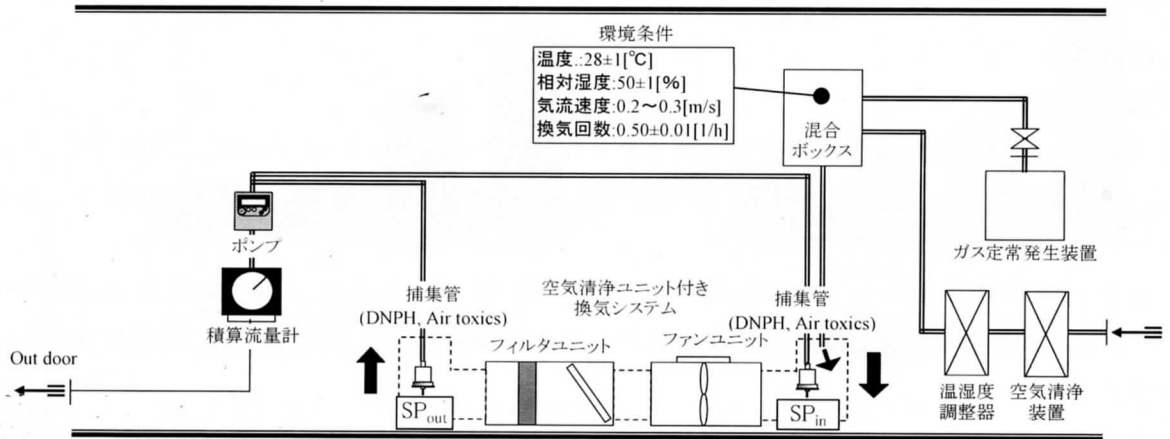 環境条件
温度.:28±1[℃]
相対湿度:50±1[%]
気流速度:0.2～0.3[m/s]
換気回数:0.50±0.01[1/h]
混合
ボックス
ガス定常発生装置
ポンプ
積算流量計
捕集管
(DNPH, Air toxics)
空気清浄ユニット付き
換気システム
捕集管
(DNPH, Air toxics)
フィルタユニット
ファンユニット
温湿度
調整器
空気清浄
装置
Out door
SPout
SPin